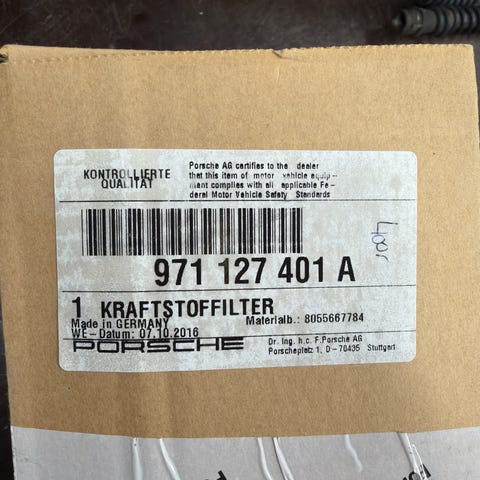 KONTROLLIERTE
QUALITÄT
Porsche AG certifies to the dealer
that this item of motor vehicle equip-
ment complies with all applicable Fe-
deral Motor Vehicle Safety Standards
971 127 401 A
1 KRAFTSTOFFILTER
Made in GERMANY
Materialb.: 8055667784
WE-Datum: 07.10.2016
PORSCHE
Dr. Ing. h.c. F.Porsche AG
Porscheplatz 1, D-70435 Stuttgart